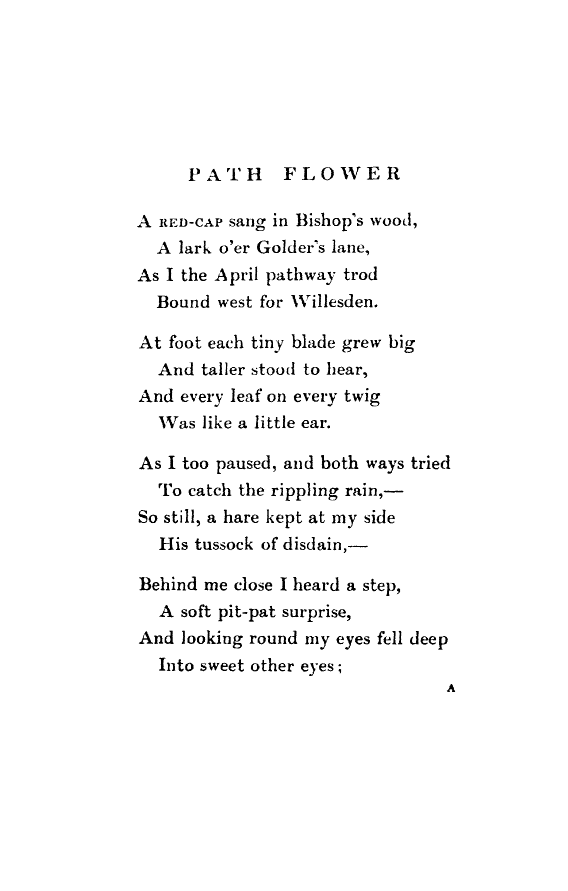 PATH FLOWER
A RED-CAP sang in Bishop's wood,
A lark o'er Golder's lane,
As I the April pathway trod
Bound west for Willesden.
At foot each tiny blade grew big
And taller stood to hear,
And every leaf on every twig
Was like a little ear.
As I too paused, and both ways tried
To catch the rippling rain,—
So still, a hare kept at my side
His tussock of disdain,—
Behind me close I heard a step,
A soft pit-pat surprise,
And looking round my eyes fell deep
Into sweet other eyes;
A